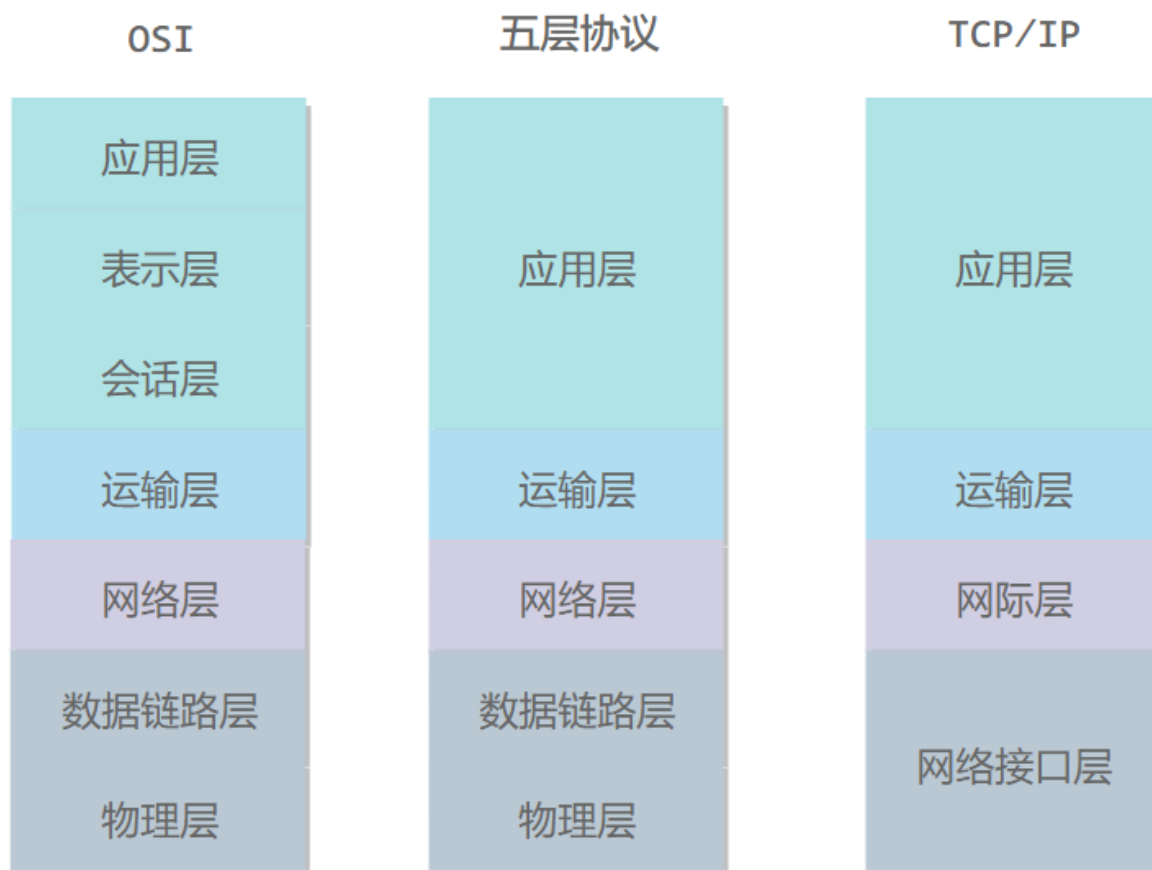 OSI
应用层
表示层
会话层
运输层
网络层
数据链路层
物理层
五层协议
应用层
运输层
网络层
数据链路层
物理层
TCP/IP
应用层
运输层
网际层
网络接口层